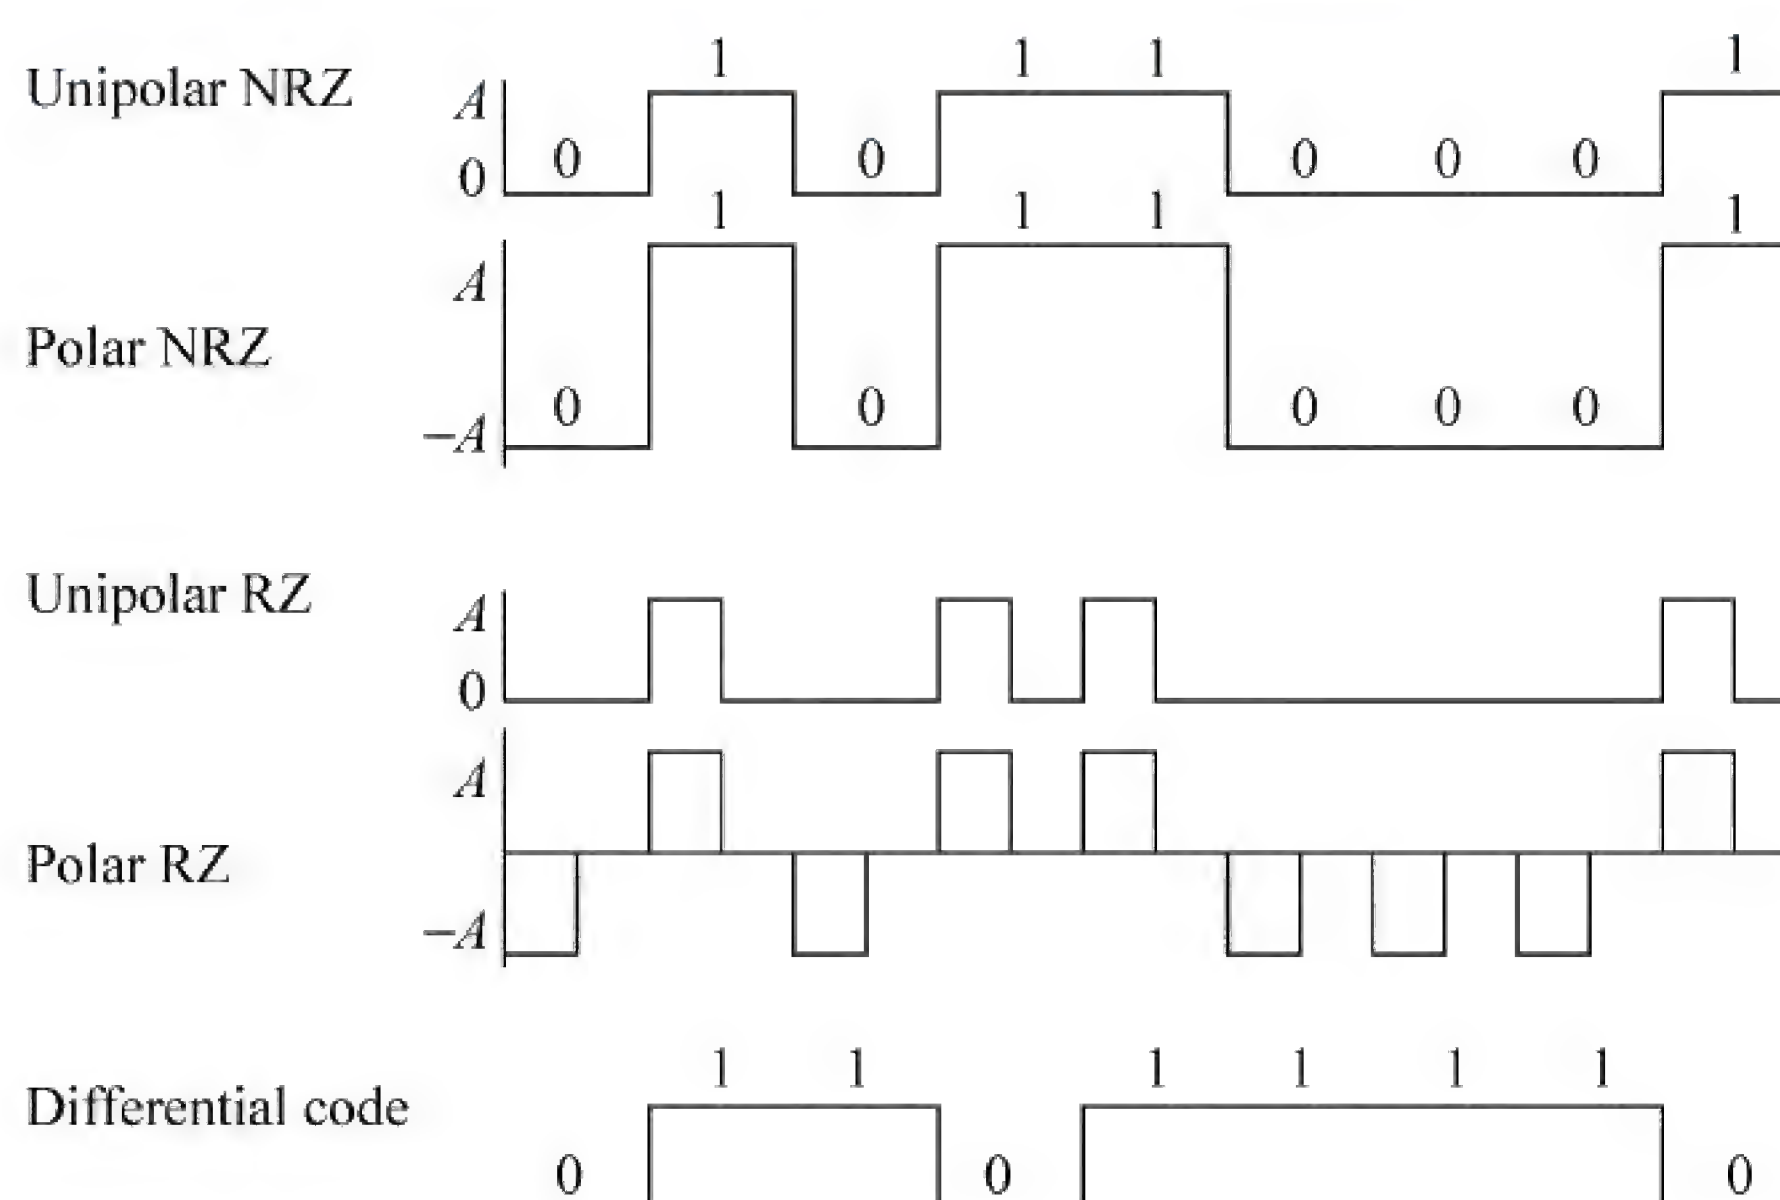 1 1 1 1
Unipolar NRZ A
0 0 0 0 0 0
1 1 1 1
A
Polar NRZ
0 0 0 0 0
−A
Unipolar RZ A
0
A
Polar RZ
−A
1 1 1 1 1 1
Differential code
0 0 0